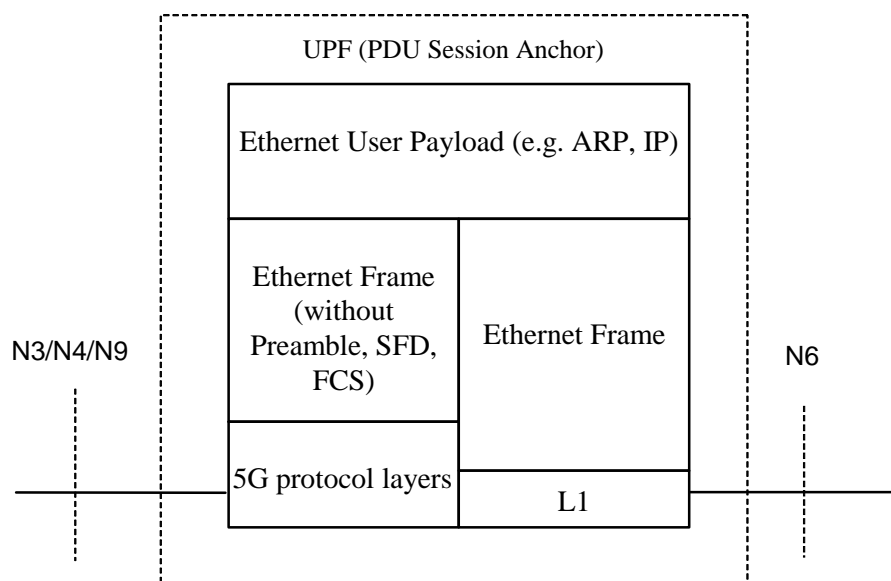 UPF (PDU Session Anchor)
Ethernet User Payload (e.g. ARP, IP)
Ethernet Frame
(without
Preamble, SFD,
FCS)
Ethernet Frame
N3/N4/N9
N6
5G protocol layers
L1